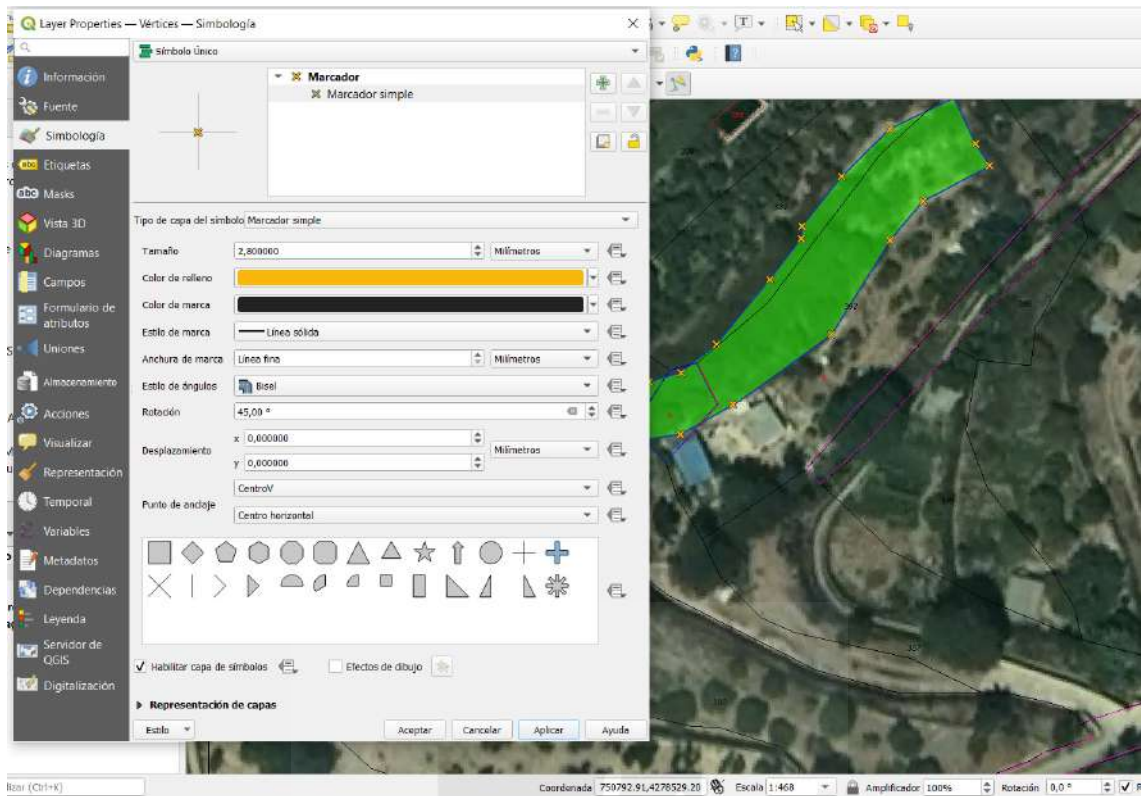 Layer Properties — Vértices — Simbología
Símbolo Único
Información
Fuente
Simbología
Etiquetas
Masks
Vista 3D
Diagramas
Campos
Formulario de
atributos
Uniones
Almacenamiento
Acciones
Visualizar
Representación
Temporal
Variables
Metadatos
Dependencias
Leyenda
Servidor de
QGIS
Digitalización
Marcador
Marcador simple
Tipo de capa del símbolo Marcador simple
Tamaño 2,800000 Milímetros
Color de relleno
Color de marca
Estilo de marca Línea sólida
Anchura de marca Línea fina Milímetros
Estilo de ángulos Bisel
Rotación 45,00 °
Desplazamiento x 0,000000 Milímetros
y 0,000000
Punto de anclaje CentroV
Centro horizontal
Habilitar capa de símbolos Efectos de dibujo
Representación de capas
Estilo Aceptar Cancelar Aplicar Ayuda
392
(Ctrl+K) Coordenada 750792.91,4278529.20 Escala 1:468 Amplificador 100% Rotación 0,0 °